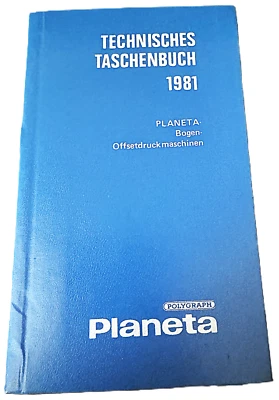 TECHNISCHES
TASCHENBUCH
1981
PLANETA-
Bogen-
Offsetdruckmaschinen
POLYGRAPH
Planeta